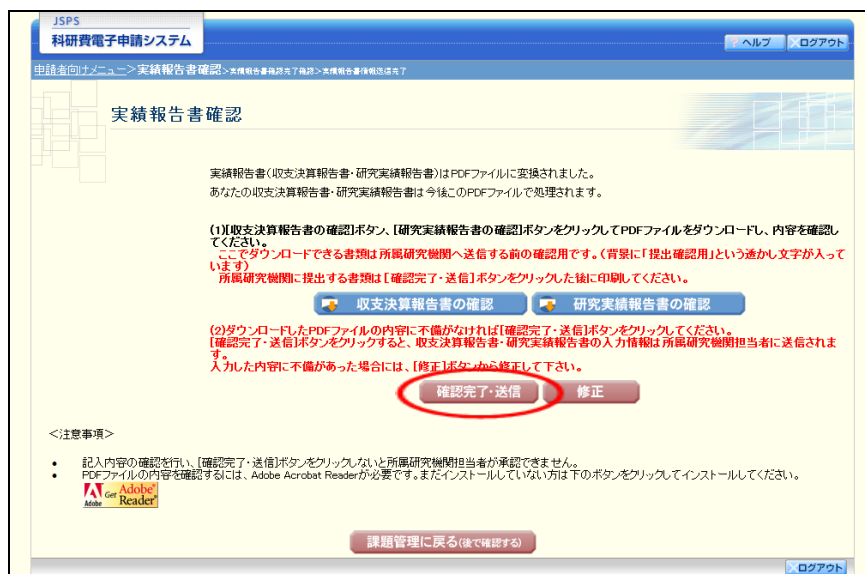 JSPS
科研費電子申請システム
? ヘルプ
×ログアウト
申請者向けメニュー>実績報告書確認>実績報告書確認完了確認>実績報告書情報送信完了
実績報告書確認
実績報告書(収支決算報告書・研究実績報告書)はPDFファイルに変換されました。
あなたの収支決算報告書・研究実績報告書は今後このPDFファイルで処理されます。
(1)[収支決算報告書の確認]ボタン、[研究実績報告書の確認]ボタンをクリックしてPDFファイルをダウンロードし、内容を確認し
てください。
ここでダウンロードできる書類は所属研究機関へ送信する前の確認用です。(背景に「提出確認用」という透かし文字が入って
います)
所属研究機関に提出する書類は[確認完了・送信]ボタンをクリックした後に印刷してください。
収支決算報告書の確認
研究実績報告書の確認
(2)ダウンロードしたPDFファイルの内容に不備がなければ[確認完了・送信]ボタンをクリックしてください。
[確認完了・送信]ボタンをクリックすると、収支決算報告書・研究実績報告書の入力情報は所属研究機関担当者に送信されま
す。
入力した内容に不備があった場合には、[修正]ボタンから修正して下さい。
確認完了・送信
修正
<注意事項>
• 記入内容の確認を行い、[確認完了・送信]ボタンをクリックしないと所属研究機関担当者が承認できません。
• PDFファイルの内容を確認するには、Adobe Acrobat Readerが必要です。まだインストールしていない方は下のボタンをクリックしてインストールしてください。
Adobe
Get Adobe®
Reader®
課題管理に戻る(後で確認する)
×ログアウト